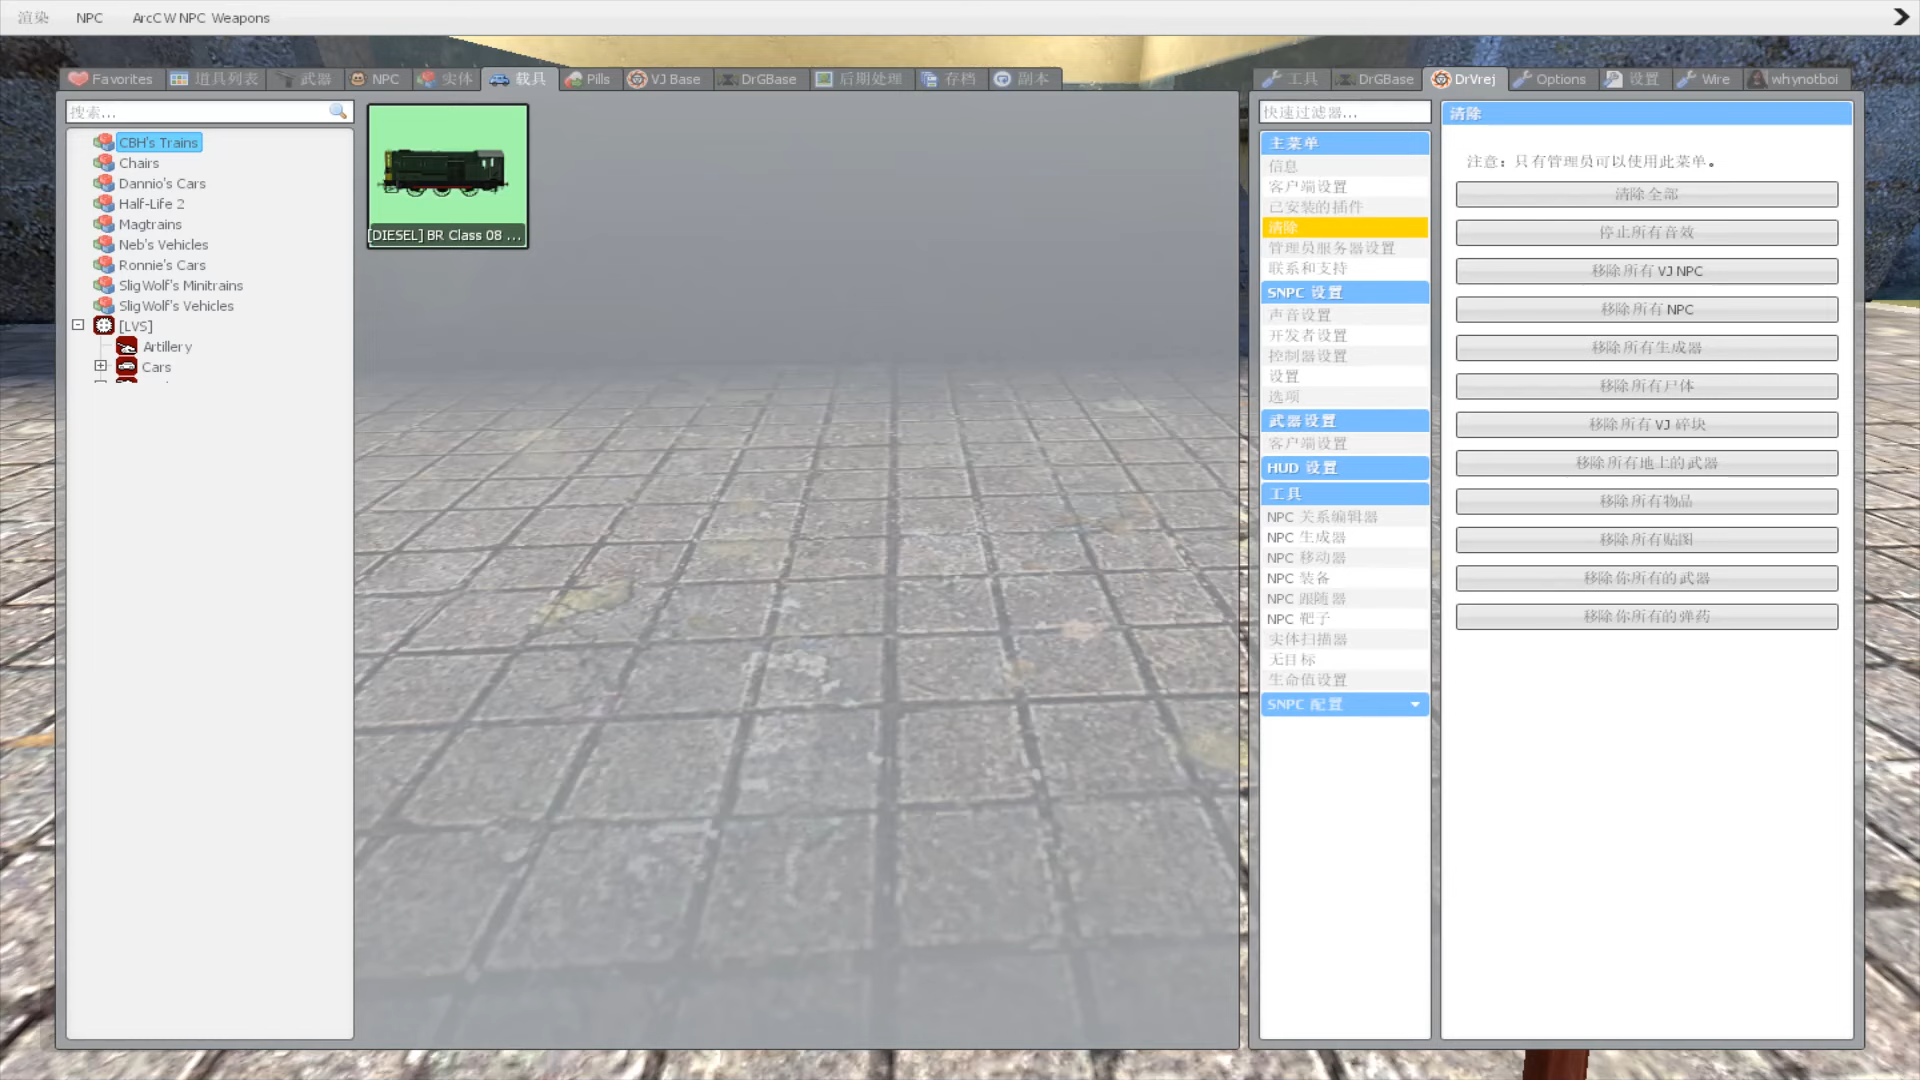 渲染 NPC ArcCW NPC Weapons
Favorites 道具列表 武器 NPC 实体 载具 Pills VJ Base DrGBase 后期处理 存档 副本
工具 DrGBase DrVrej Options 设置 Wire whynotboi
搜索...
CBH's Trains
Chairs
Dannio's Cars
Half-Life 2
Magtrains
Neb's Vehicles
Ronnie's Cars
SligWolf's Minitrains
SligWolf's Vehicles
[LVS]
Artillery
Cars
[DIESEL] BR Class 08 ...
快速过滤器...
主菜单
信息
客户端设置
已安装的插件
清除
管理员服务器设置
联系和支持
SNPC 设置
声音设置
开发者设置
控制器设置
设置
选项
武器设置
客户端设置
HUD 设置
工具
NPC 关系编辑器
NPC 生成器
NPC 移动器
NPC 装备
NPC 跟随器
NPC 靶子
实体扫描器
无目标
生命值设置
SNPC 配置
清除
注意：只有管理员可以使用此菜单。
清除全部
停止所有音效
移除所有 VJ NPC
移除所有 NPC
移除所有生成器
移除所有尸体
移除所有 VJ 碎块
移除所有地上的武器
移除所有物品
移除所有贴图
移除你所有的武器
移除你所有的弹药